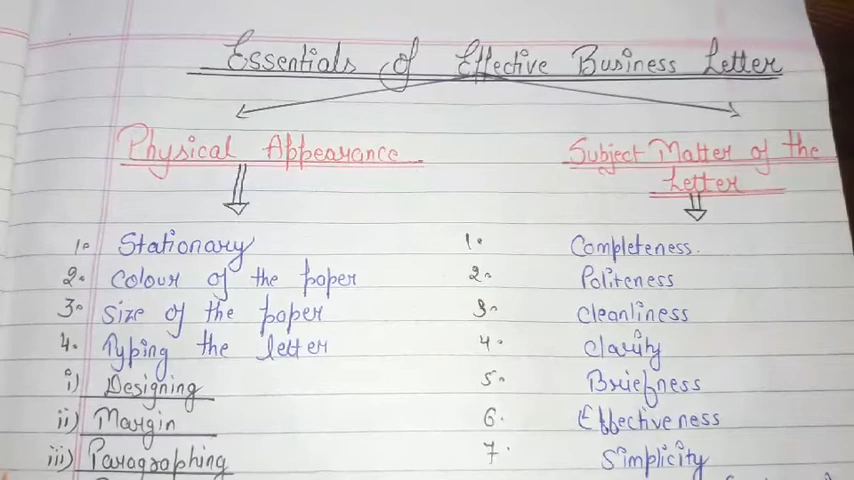 Essentials of Effective Business Letter
Physical Appearance
1. Stationary
2. Colour of the paper
3. Size of the paper
4. Typing the letter
i) Designing
ii) Margin
iii) Paragraphing
Subject Matter of the
Letter
1. Completeness.
2. Politeness
3. Cleanliness
4. Clarity
5. Briefness
6. Effectiveness
7. Simplicity